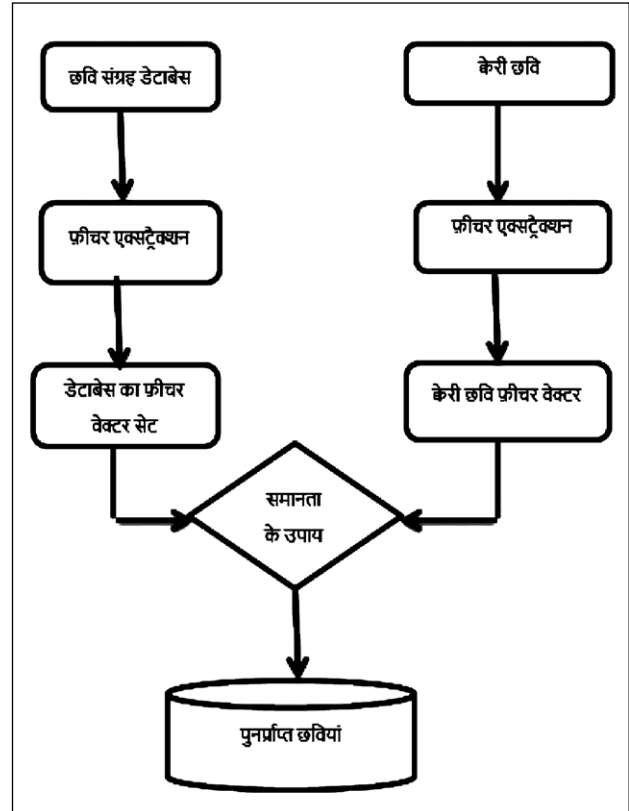 छवि संग्रह डेटाबेस
क्वेरी छवि
फ़ीचर एक्सट्रैक्शन
फ़ीचर एक्सट्रैक्शन
डेटाबेस का फ़ीचर
वेक्टर सेट
क्वेरी छवि फ़ीचर वेक्टर
समानता
के उपाय
पुनर्प्राप्त छवियां